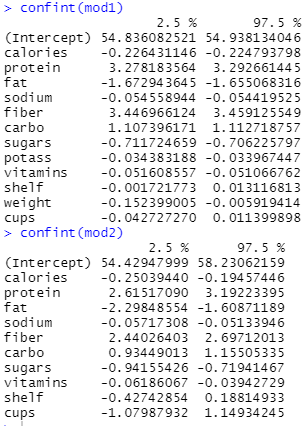 > confint(mod1)
2.5 % 97.5 %
(Intercept) 54.836082521 54.938134046
calories -0.226431146 -0.224793798
protein 3.278183564 3.292661445
fat -1.672943645 -1.655068316
sodium -0.054558944 -0.054419525
fiber 3.446966124 3.459125549
carbo 1.107396171 1.112718757
sugars -0.711724659 -0.706225797
potass -0.034383188 -0.033967447
vitamins -0.051608557 -0.051066762
shelf -0.001721773 0.013116813
weight -0.152399005 -0.005919414
cups -0.042727270 0.011399898
> confint(mod2)
2.5 % 97.5 %
(Intercept) 54.42947999 58.23062159
calories -0.25039440 -0.19457446
protein 2.61517090 3.19223395
fat -2.29848554 -1.60871189
sodium -0.05717308 -0.05133946
fiber 2.44026403 2.69712013
carbo 0.93449013 1.15505335
sugars -0.94155426 -0.71941467
vitamins -0.06186067 -0.03942729
shelf -0.42742854 0.18814933
cups -1.07987932 1.14934245